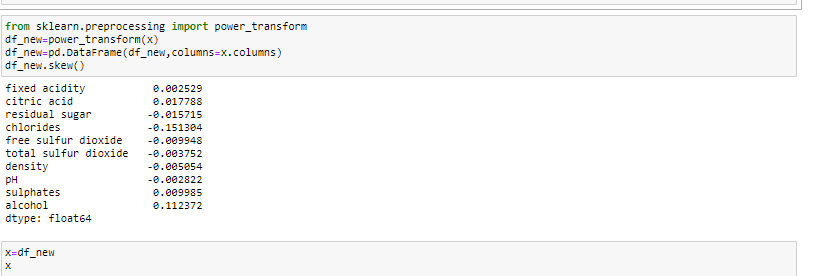 from sklearn.preprocessing import power_transform
df_new=power_transform(x)
df_new=pd.DataFrame(df_new,columns=x.columns)
df_new.skew()
fixed acidity           0.002529
citric acid             0.017788
residual sugar         -0.015715
chlorides              -0.151304
free sulfur dioxide    -0.009948
total sulfur dioxide   -0.003752
density                -0.005054
pH                     -0.002822
sulphates               0.009985
alcohol                 0.112372
dtype: float64
x=df_new
x